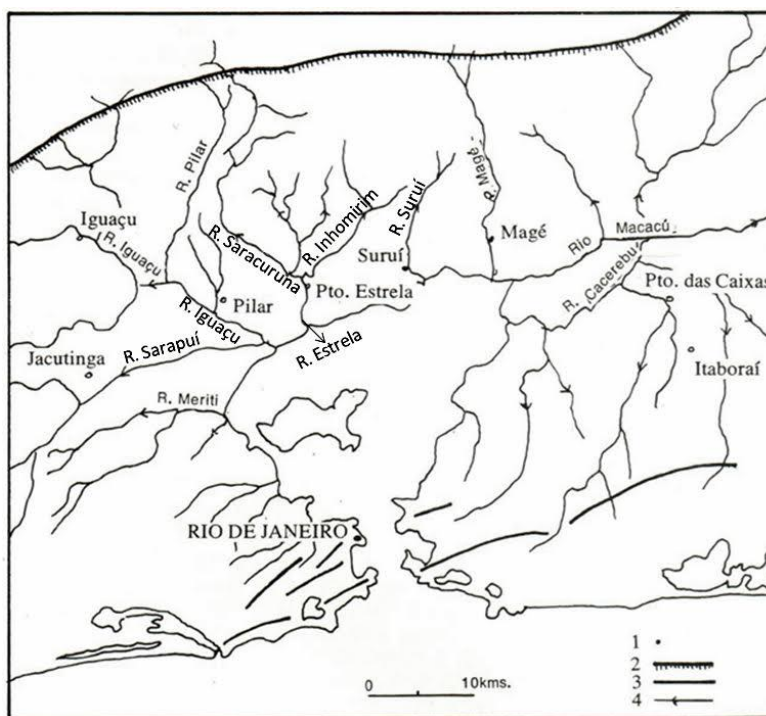 R. Pilar
R. Magé
Iguaçu
R. Iguaçu
R. Saracuruna
R. Inhomirim
R. Suruí
Suruí
Magé
Rio Macacú
R. Cacerebu
Pto. das Caixas
Pto. Estrela
Pilar
R. Iguaçu
R. Estrela
Jacutinga
R. Sarapuí
Itaboraí
R. Meriti
RIO DE JANEIRO
1
2
3
4
0 10kms.